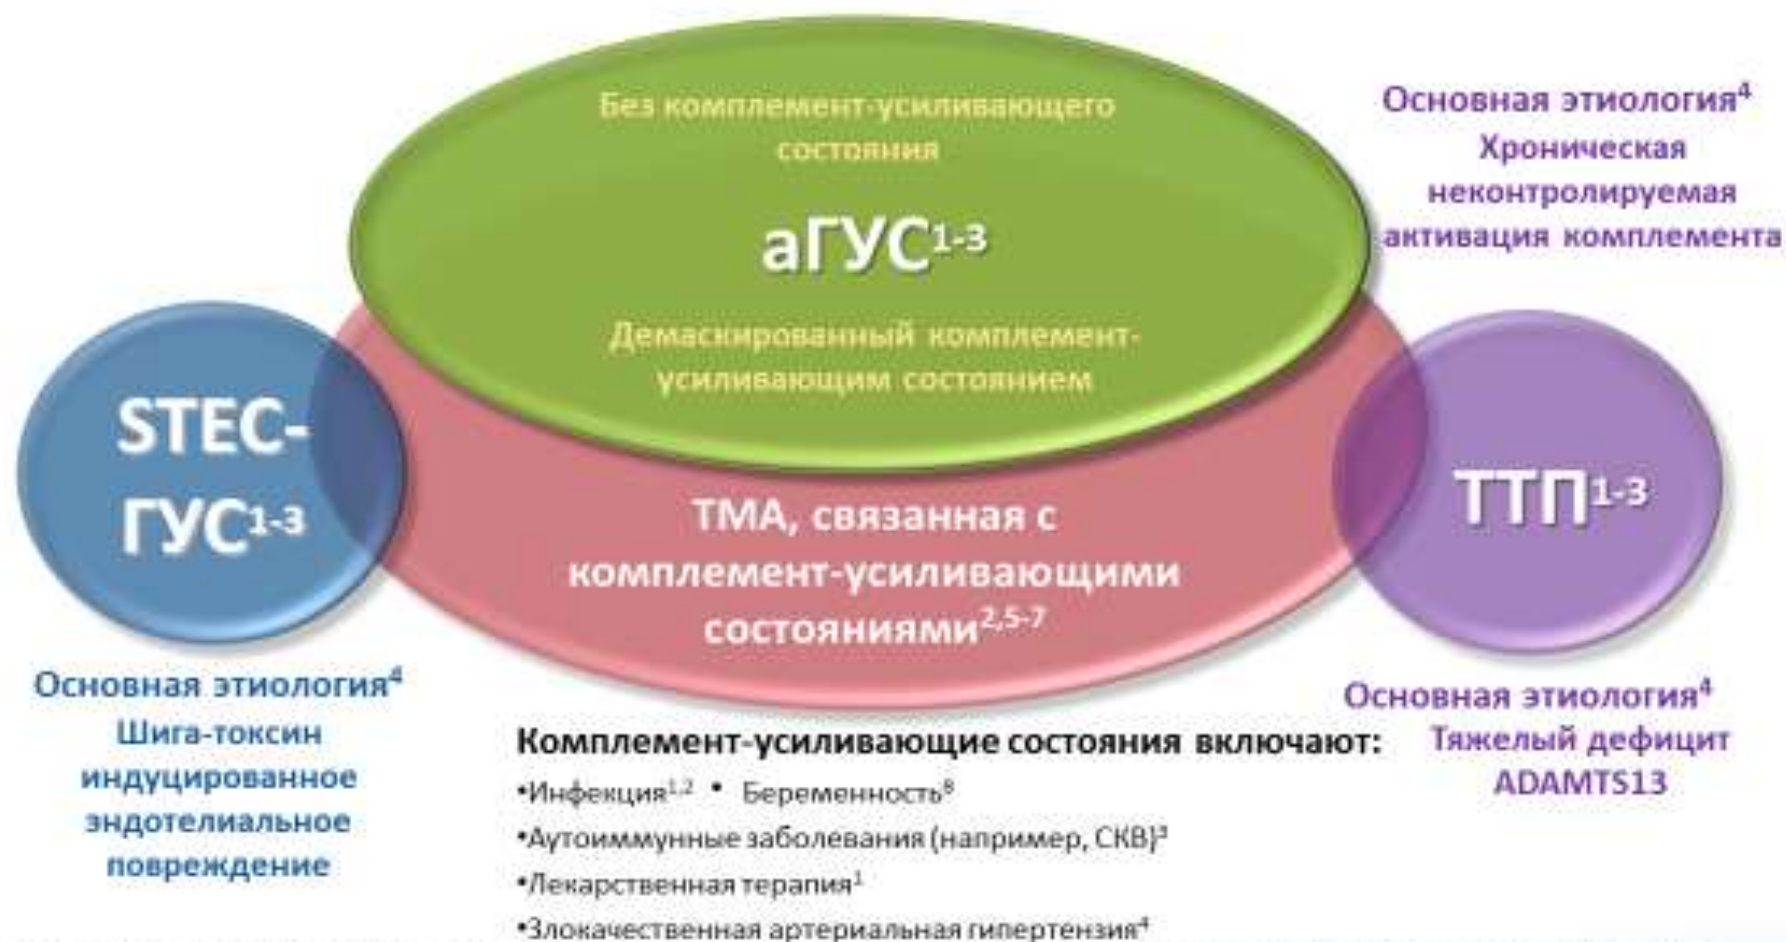 Без комплемент-усиливающего
состояния
аГУС1-3
Демаскированный комплемент-
усиливающим состоянием
Основная этиология4
Хроническая
неконтролируемая
активация комплемента
STEC-
ГУС1-3
ТМА, связанная с
комплемент-усиливающими
состояниями2,5-7
ТТП1-3
Основная этиология4
Шига-токсин
индуцированное
эндотелиальное
повреждение
Основная этиология4
Тяжелый дефицит
ADAMTS13
Комплемент-усиливающие состояния включают:
•Инфекция1,2 • Беременность8
•Аутоиммунные заболевания (например, СКВ)3
•Лекарственная терапия1
•Злокачественная артериальная гипертензия4